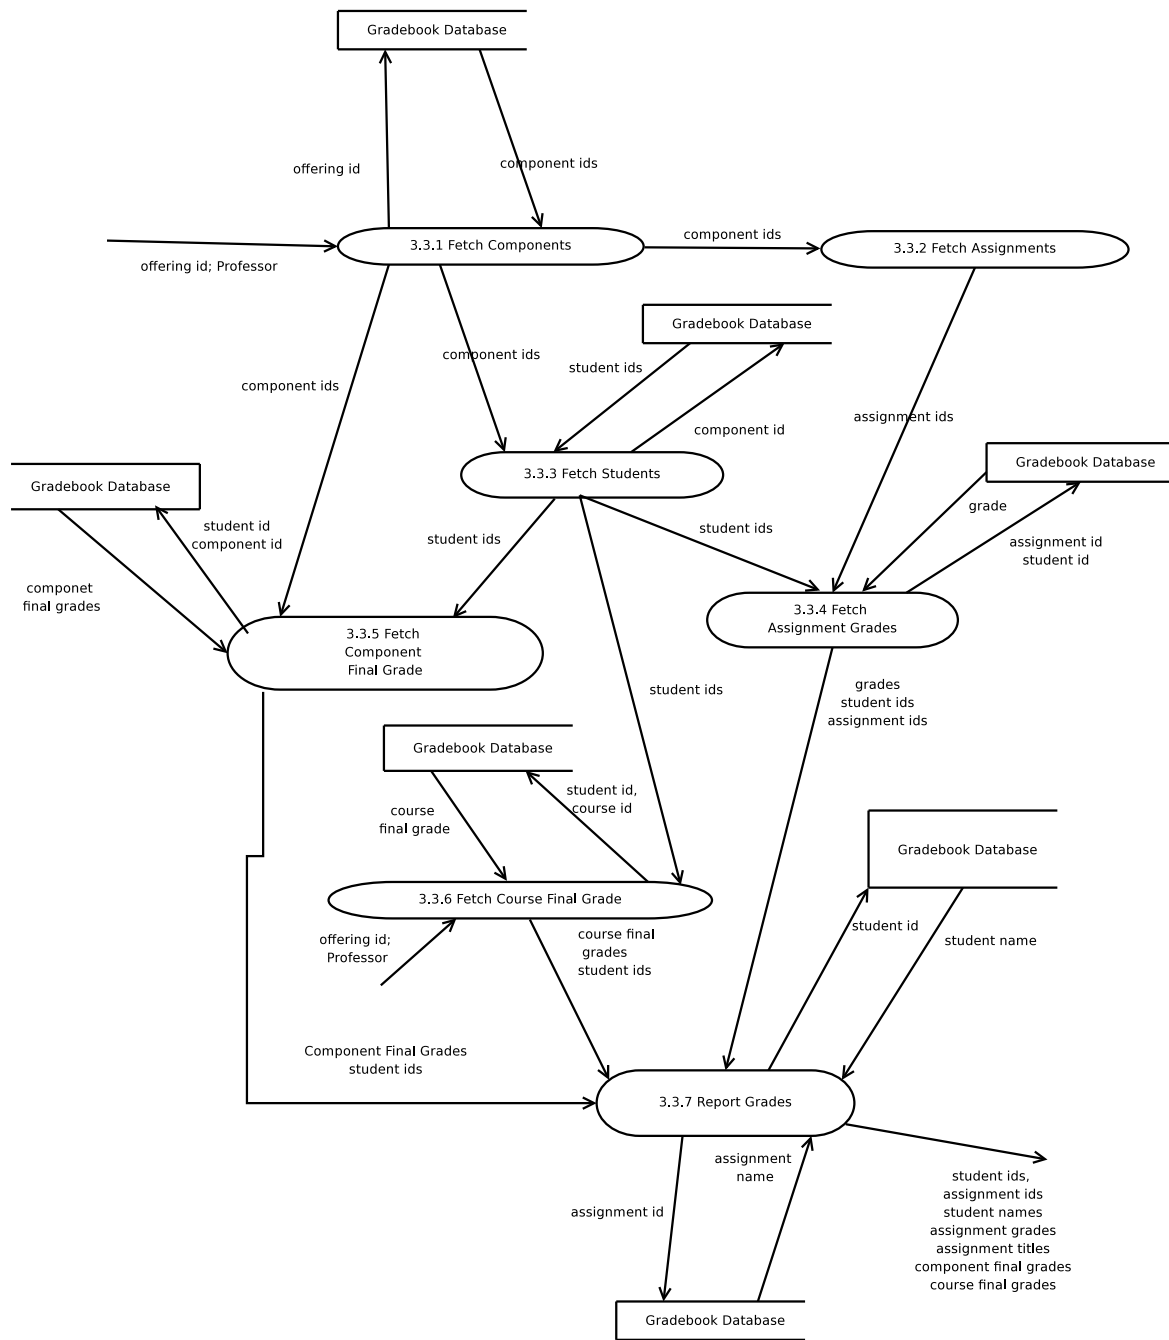 Gradebook Database
offering id
component ids
3.3.1 Fetch Components
component ids
3.3.2 Fetch Assignments
offering id; Professor
Gradebook Database
component ids
student ids
component ids
assignment ids
component id
3.3.3 Fetch Students
Gradebook Database
Gradebook Database
grade
student id
component id
student ids
student ids
assignment id
student id
componet
final grades
3.3.4 Fetch
Assignment Grades
3.3.5 Fetch
Component
Final Grade
student ids
grades
student ids
assignment ids
Gradebook Database
student id,
course id
course
final grade
Gradebook Database
3.3.6 Fetch Course Final Grade
student id
student name
offering id;
Professor
course final
grades
student ids
Component Final Grades
student ids
3.3.7 Report Grades
assignment
name
assignment id
student ids,
assignment ids
student names
assignment grades
assignment titles
component final grades
course final grades
Gradebook Database